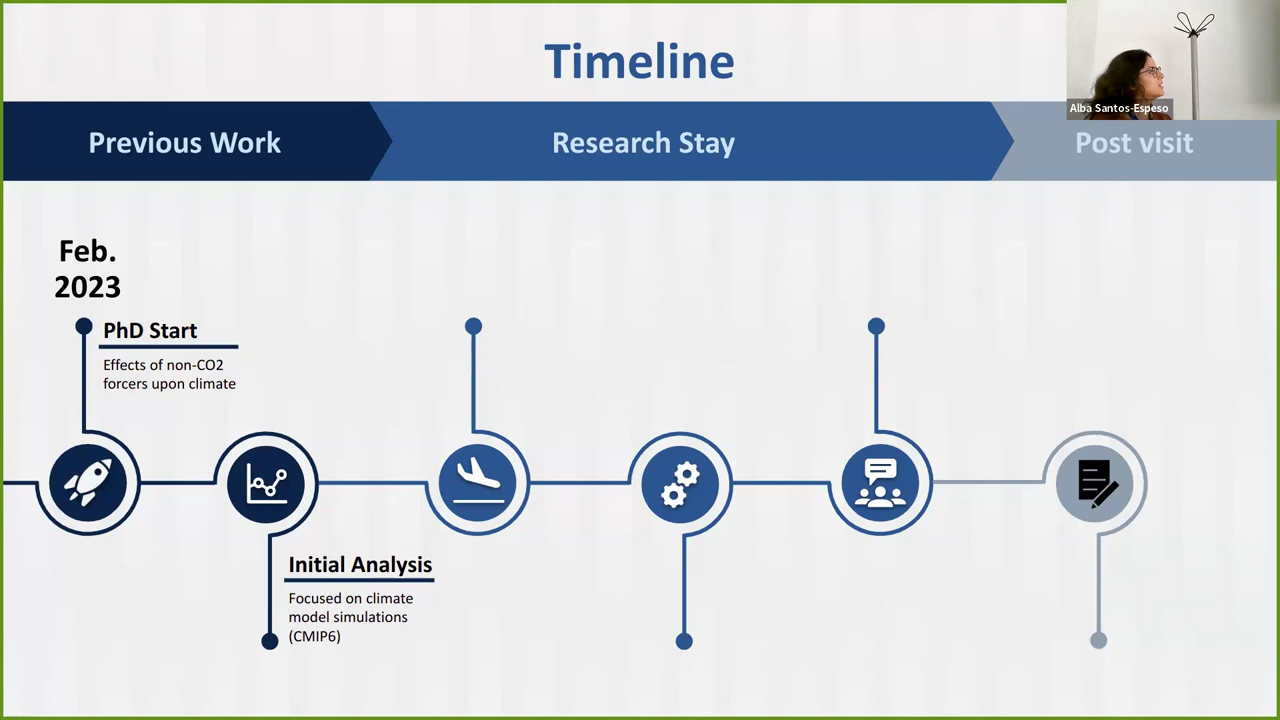 Timeline
Alba Santos-Espeso
Previous Work
Research Stay
Post visit
Feb.
2023
PhD Start
Effects of non-CO2
forcers upon climate
Initial Analysis
Focused on climate
model simulations
(CMIP6)